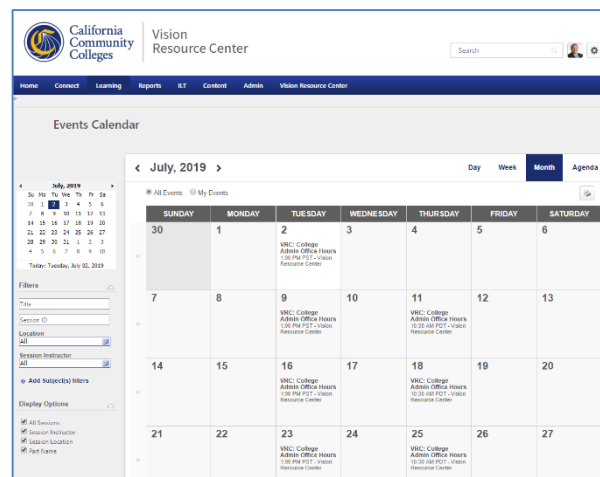 California
Community
Colleges
Vision
Resource Center
Search
Home Connect Learning Reports ILT Content Admin Vision Resource Center
Events Calendar
July, 2019
Su Mo Tu We Th Fr Sa
30 1 2 3 4 5 6
7 8 9 10 11 12 13
14 15 16 17 18 19 20
21 22 23 24 25 26 27
28 29 30 31 1 2 3
4 5 6 7 8 9 10
Today: Tuesday, July 02, 2019
Filters
Title
Session ID
Location
All
Session Instructor
All
Add Subject(s) filters
Display Options
All Sessions
Session Instructor
Session Location
Part Name
July, 2019
Day Week Month Agenda
All Events My Events
SUNDAY MONDAY TUESDAY WEDNESDAY THURSDAY FRIDAY SATURDAY
30 1 2 3 4 5 6
VRC: College
Admin Office Hours
1:00 PM PST - Vision
Resource Center
7 8 9 10 11 12 13
VRC: College
Admin Office Hours
1:00 PM PST - Vision
Resource Center
VRC: College
Admin Office Hours
10:30 AM PDT - Vision
Resource Center
14 15 16 17 18 19 20
VRC: College
Admin Office Hours
1:00 PM PST - Vision
Resource Center
VRC: College
Admin Office Hours
10:30 AM PDT - Vision
Resource Center
21 22 23 24 25 26 27
VRC: College
Admin Office Hours
1:00 PM PST - Vision
Resource Center
VRC: College
Admin Office Hours
10:30 AM PDT - Vision
Resource Center